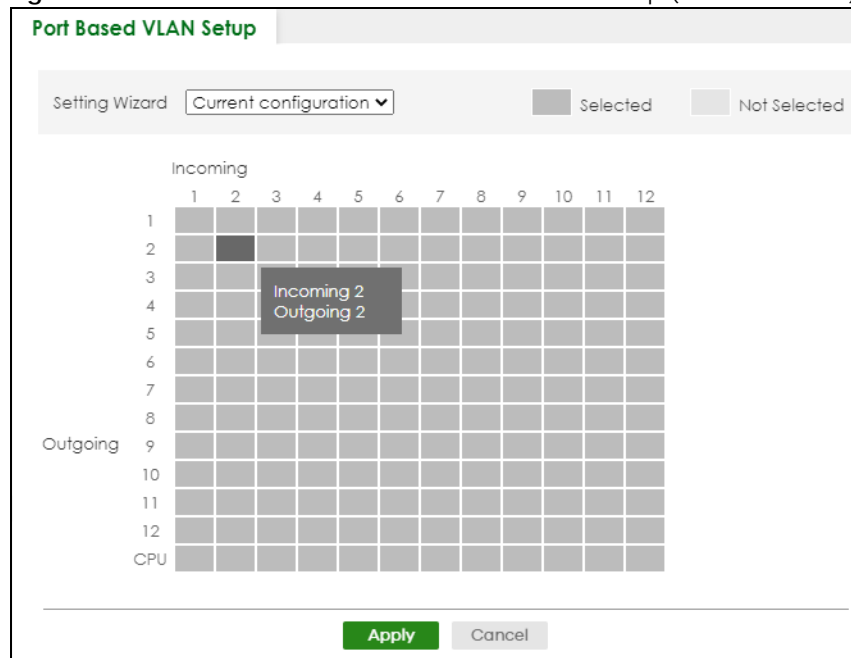 Port Based VLAN Setup
Setting Wizard Current configuration Selected Not Selected
Incoming
1 2 3 4 5 6 7 8 9 10 11 12
1
2
3
Incoming 2
4
Outgoing 2
5
6
7
8
Outgoing 9
10
11
12
CPU
Apply Cancel